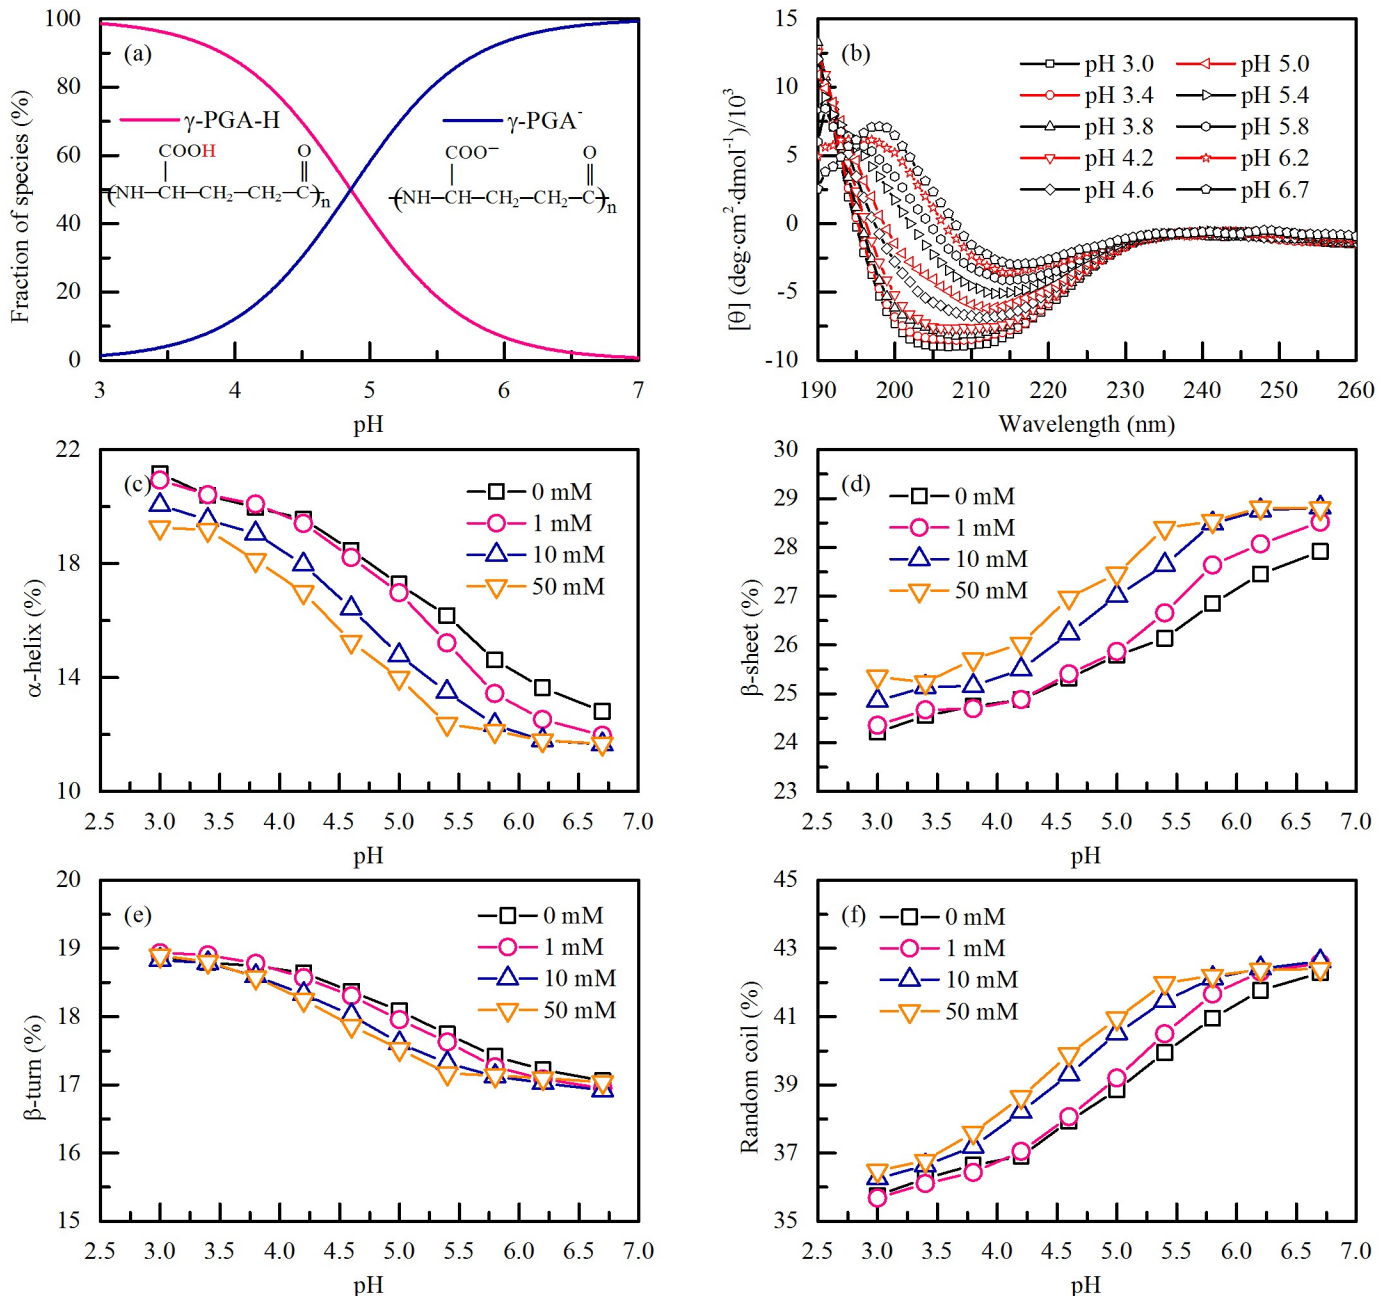 (a)
Fraction of species (%)
100
80
60
40
20
0
γ-PGA-H
γ-PGA⁻
COOH
O
(NH—CH—CH₂—CH₂—C)n
COO⁻
O
(NH—CH—CH₂—CH₂—C)n
3 4 5 6 7
pH
(b)
[θ] (deg·cm²·dmol⁻¹)/10³
15
10
5
0
-5
-10
pH 3.0
pH 3.4
pH 3.8
pH 4.2
pH 4.6
pH 5.0
pH 5.4
pH 5.8
pH 6.2
pH 6.7
190 200 210 220 230 240 250 260
Wavelength (nm)
(c)
α-helix (%)
22
18
14
10
0 mM
1 mM
10 mM
50 mM
2.5 3.0 3.5 4.0 4.5 5.0 5.5 6.0 6.5 7.0
pH
(d)
β-sheet (%)
30
29
28
27
26
25
24
23
0 mM
1 mM
10 mM
50 mM
2.5 3.0 3.5 4.0 4.5 5.0 5.5 6.0 6.5 7.0
pH
(e)
β-turn (%)
20
19
18
17
16
15
0 mM
1 mM
10 mM
50 mM
2.5 3.0 3.5 4.0 4.5 5.0 5.5 6.0 6.5 7.0
pH
(f)
Random coil (%)
45
43
41
39
37
35
0 mM
1 mM
10 mM
50 mM
2.5 3.0 3.5 4.0 4.5 5.0 5.5 6.0 6.5 7.0
pH